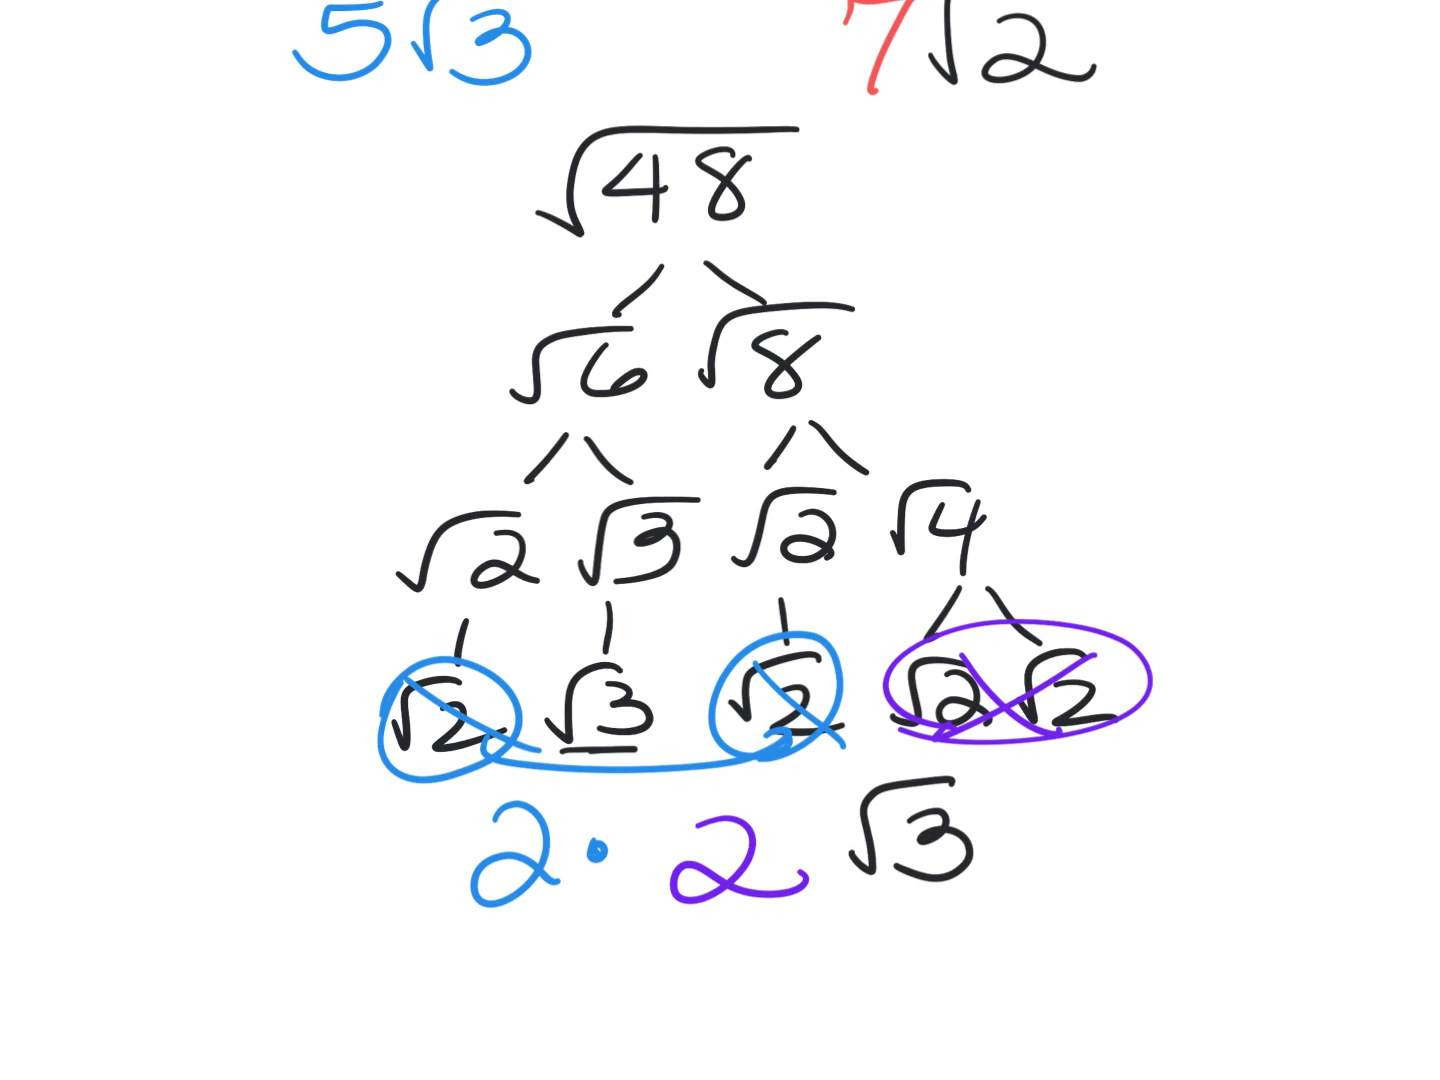 5√3 7√2
√48
√6 √8
√2 √3 √2 √4
√2 √3 √2 √2 √2
2 · 2 √3